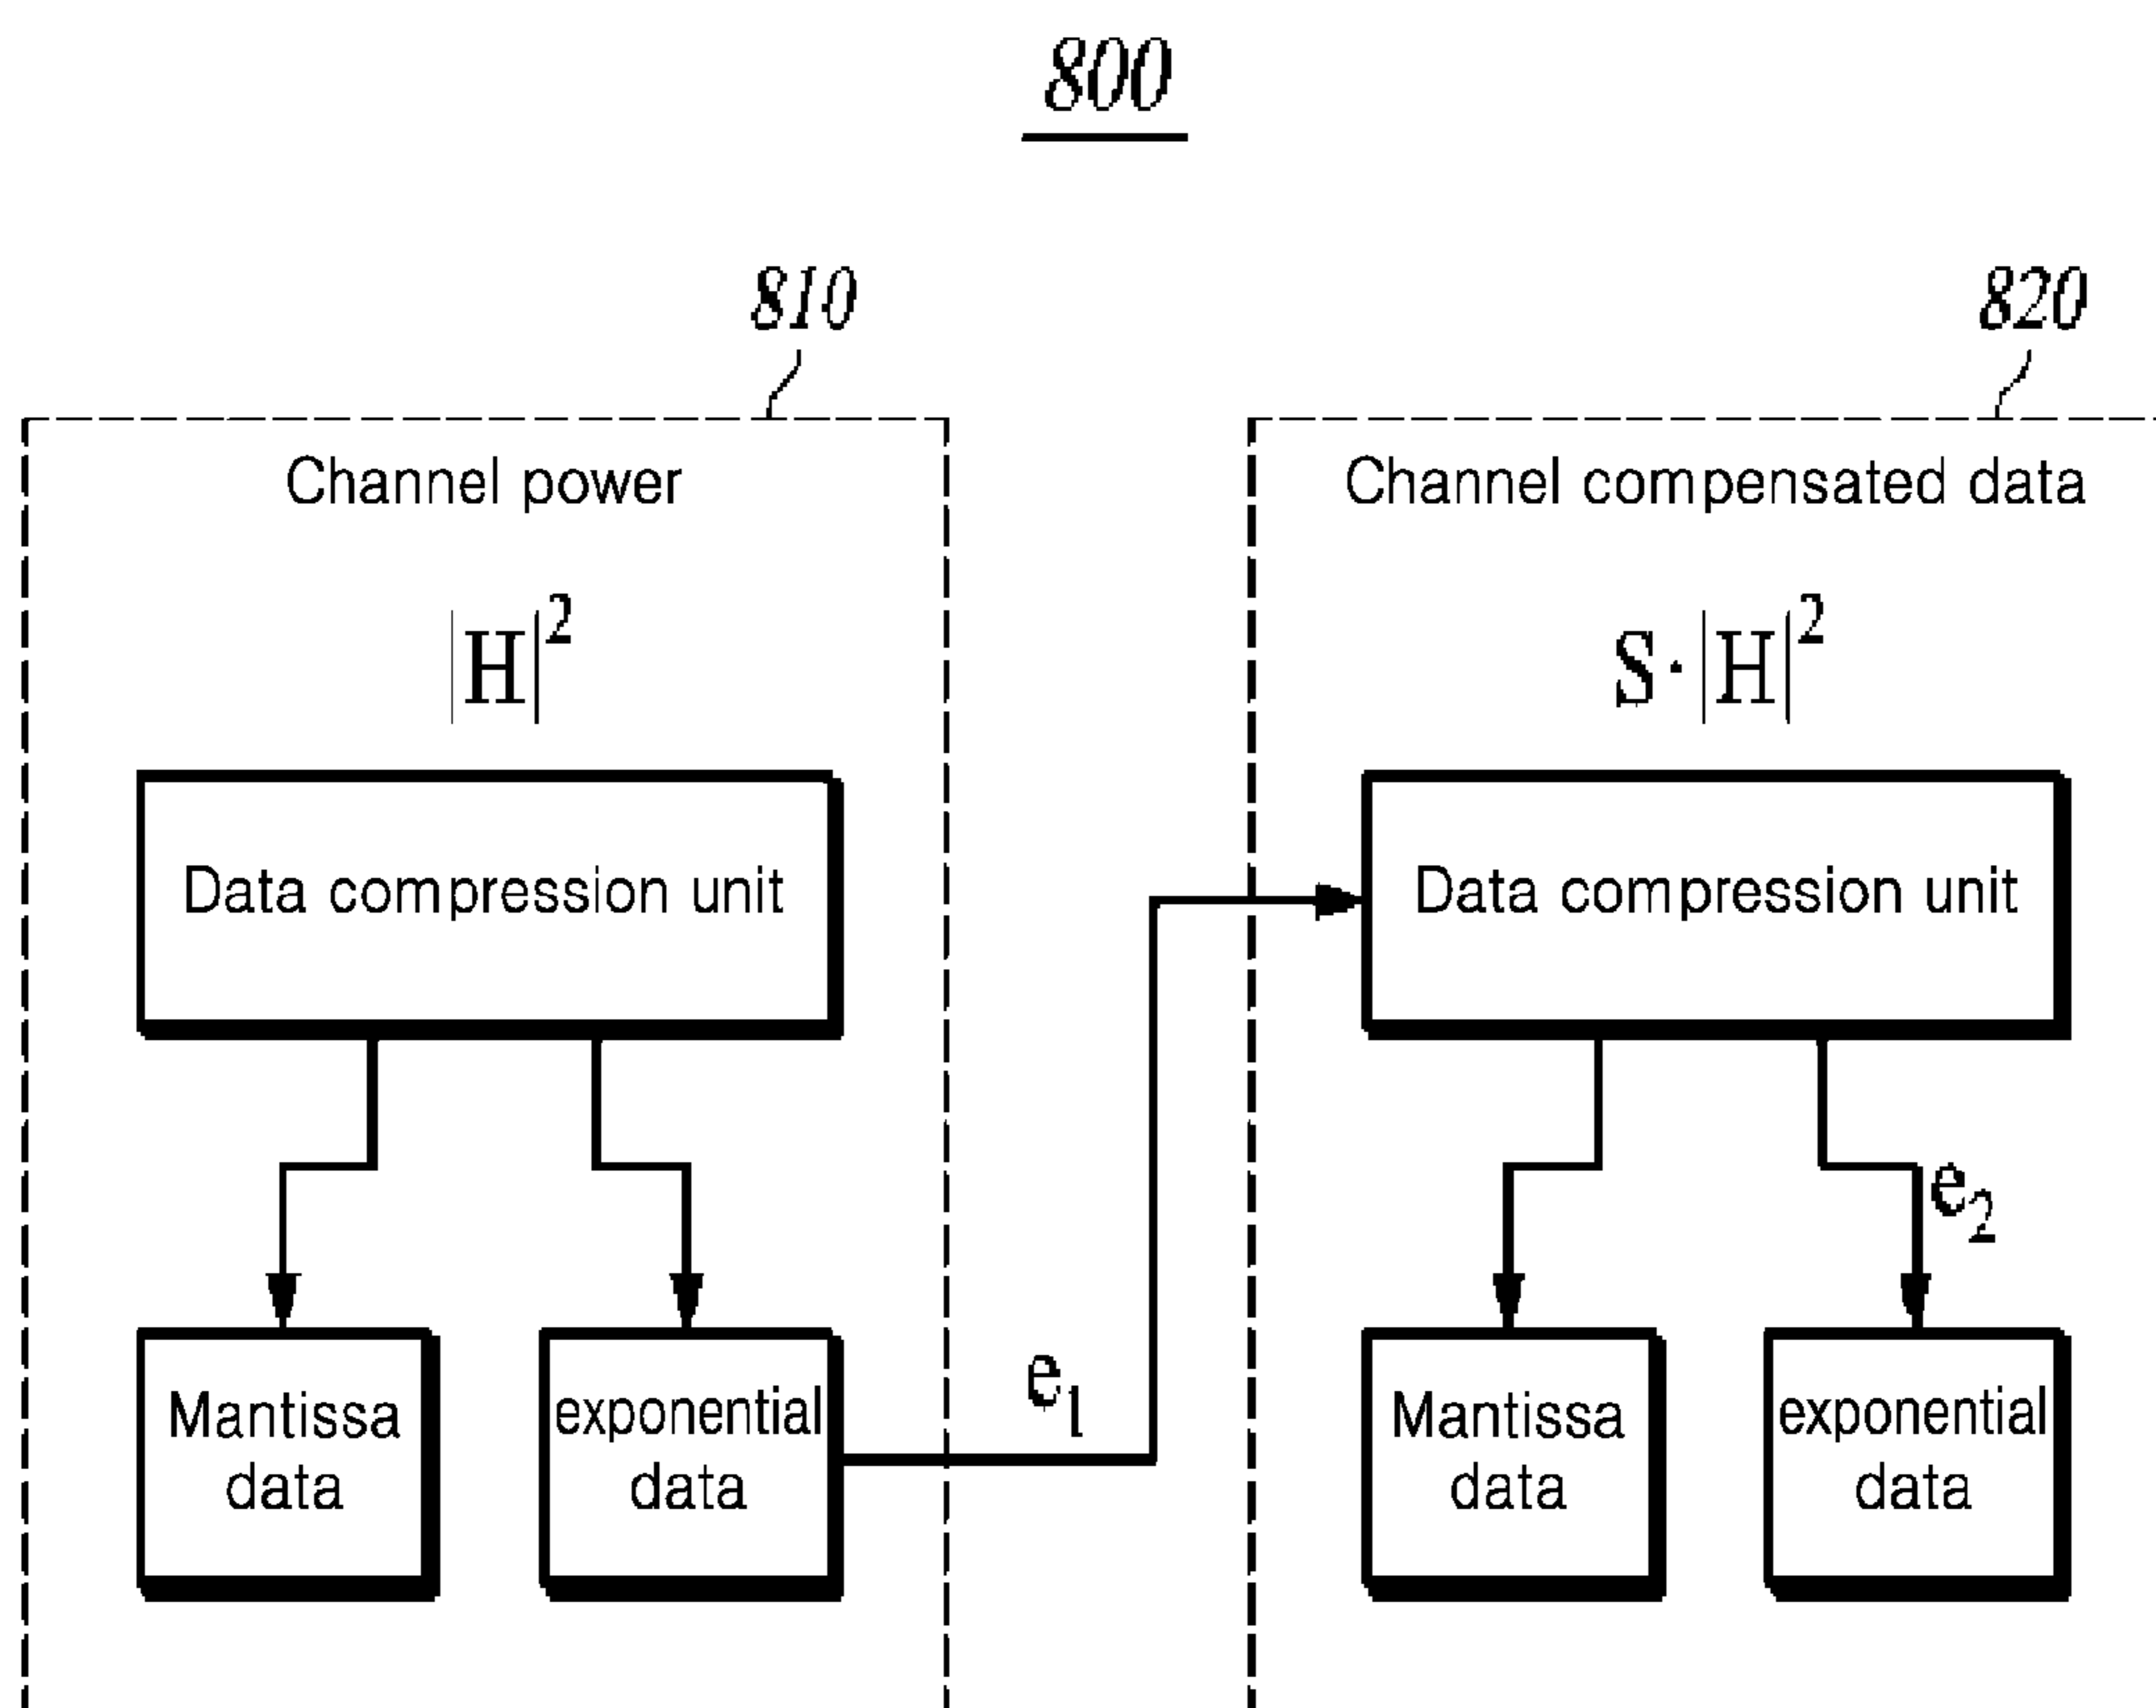 800
810
820
Channel power
|H|²
Data compression unit
Mantissa
data
exponential
data
e₁
Channel compensated data
S·|H|²
Data compression unit
e₂
Mantissa
data
exponential
data